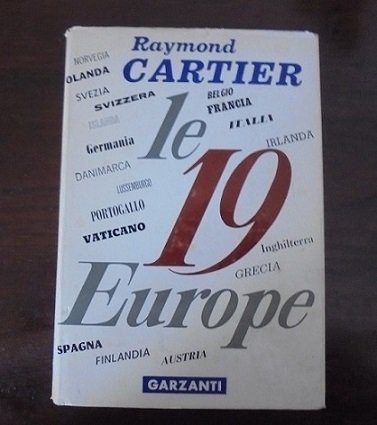 Raymond
CARTIER
NORVEGIA
OLANDA
SVEZIA
SVIZZERA
BELGIO
FRANCIA
ITALIA
ISLANDA
Germania
le
IRLANDA
DANIMARCA
LUSSEMBURGO
19
PORTOGALLO
VATICANO
Inghilterra
GRECIA
Europe
SPAGNA
FINLANDIA
AUSTRIA
GARZANTI